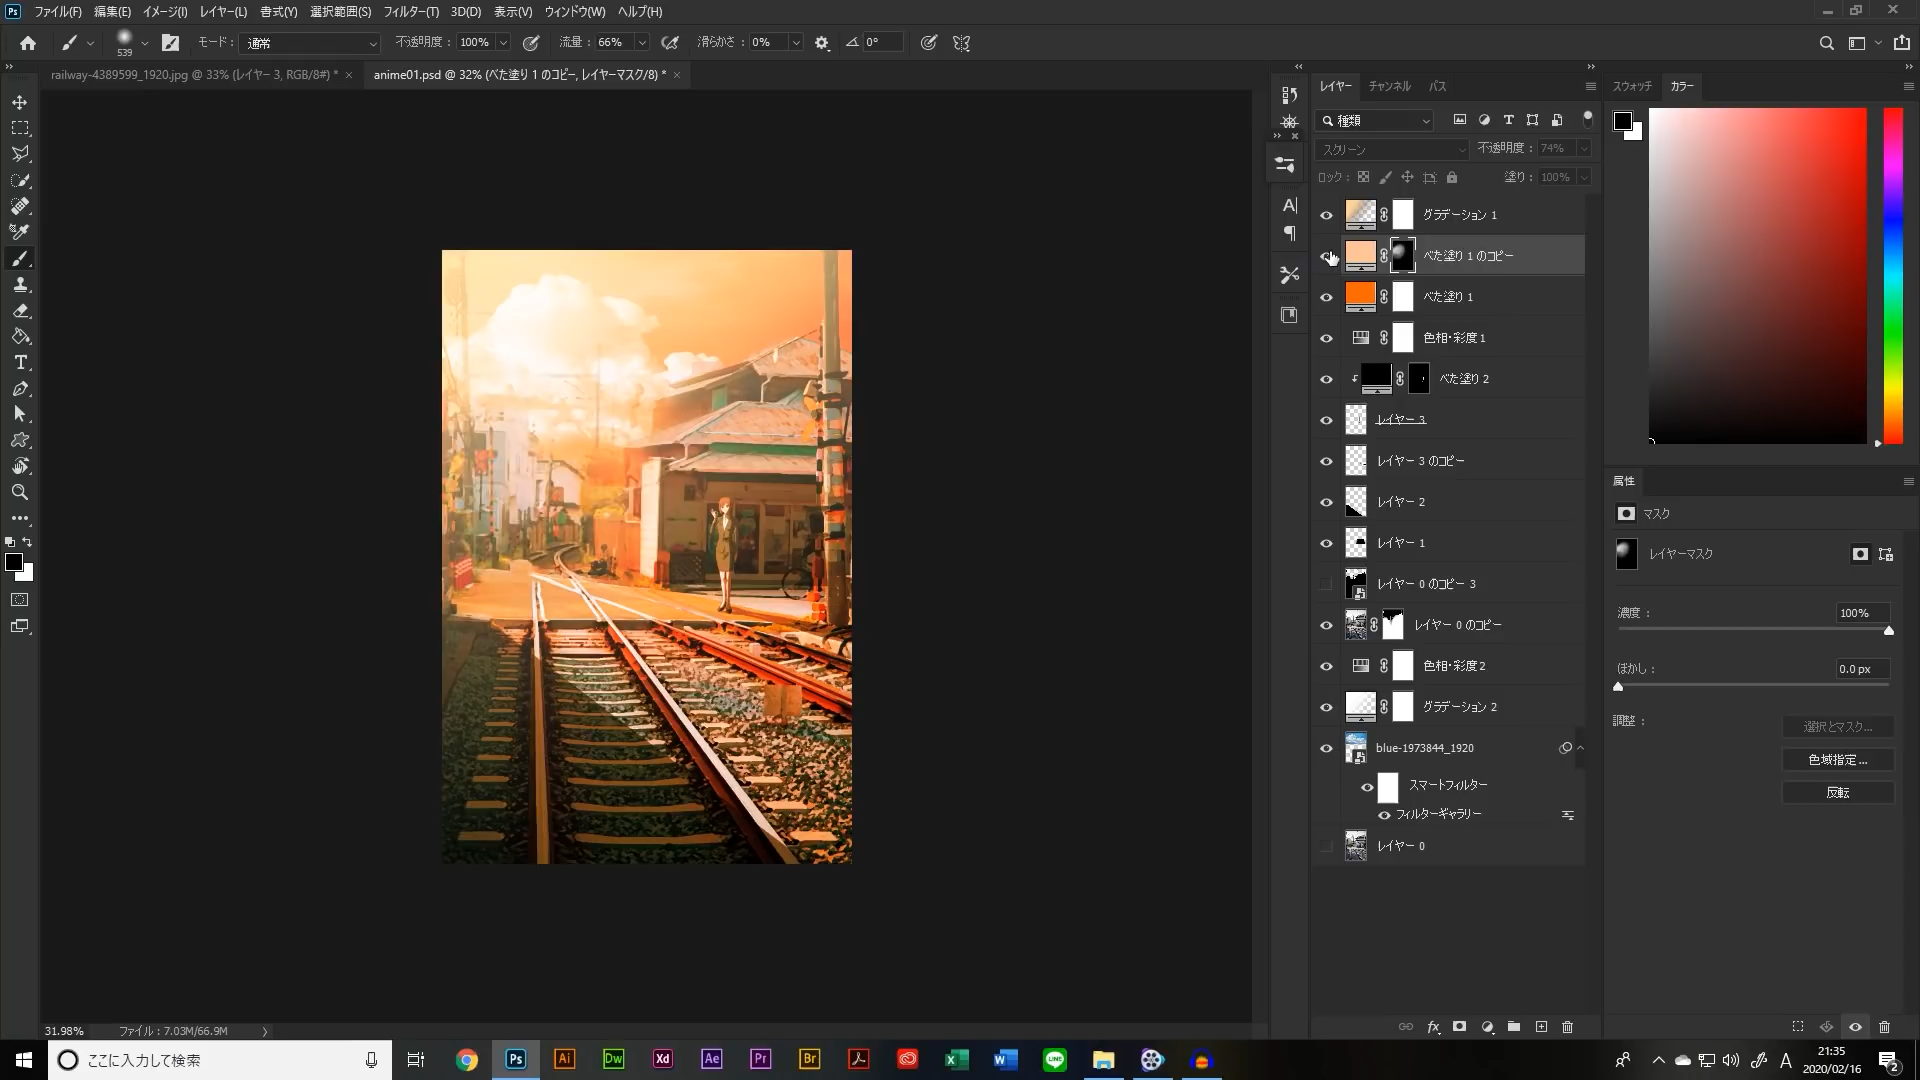 Ps ファイル(F) 編集(E) イメージ(I) レイヤー(L) 書式(Y) 選択範囲(S) フィルター(T) 3D(D) 表示(V) ウィンドウ(W) ヘルプ(H)
539 モード: 通常 不透明度: 100% 流量: 66% 滑らかさ: 0% 0°
railway-4389599_1920.jpg @ 33% (レイヤー 3, RGB/8#) * × anime01.psd @ 32% (べた塗り 1 のコピー, レイヤーマスク/8) * ×
レイヤー チャンネル パス
スウォッチ カラー
種類
スクリーン 不透明度: 74%
ロック: 塗り: 100%
グラデーション 1
べた塗り 1 のコピー
べた塗り 1
色相・彩度 1
べた塗り 2
レイヤー 3
レイヤー 3 のコピー
レイヤー 2
レイヤー 1
レイヤー 0 のコピー 3
レイヤー 0 のコピー
色相・彩度 2
グラデーション 2
blue-1973844_1920
スマートフィルター
フィルターギャラリー
レイヤー 0
属性
マスク
レイヤーマスク
濃度: 100%
ぼかし: 0.0 px
調整: 選択とマスク...
色域指定...
反転
31.98% ファイル: 7.03M/66.9M
ここに入力して検索
Ps Ai Dw Xd Ae Pr Br
LINE
A
21:35
2020/02/16
2